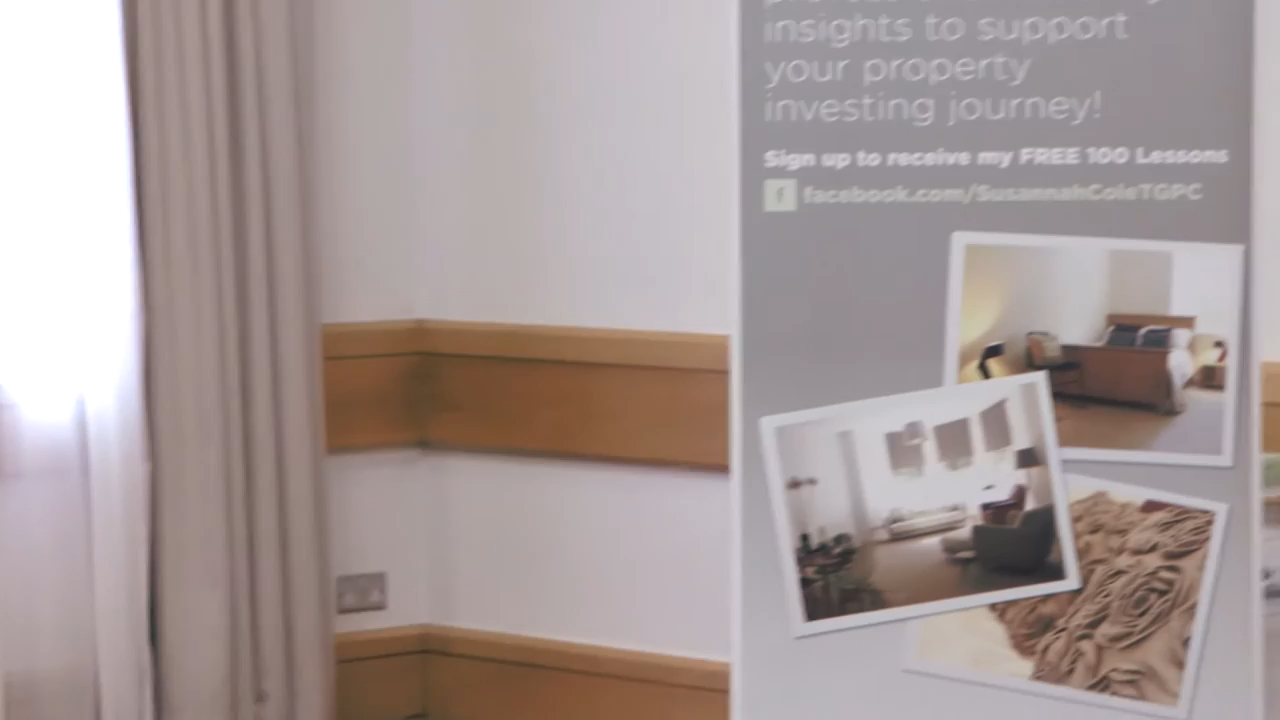 insights to support
your property
investing journey!
Sign up to receive my FREE 100 Lessons
f facebook.com/SusannahColeTGPC